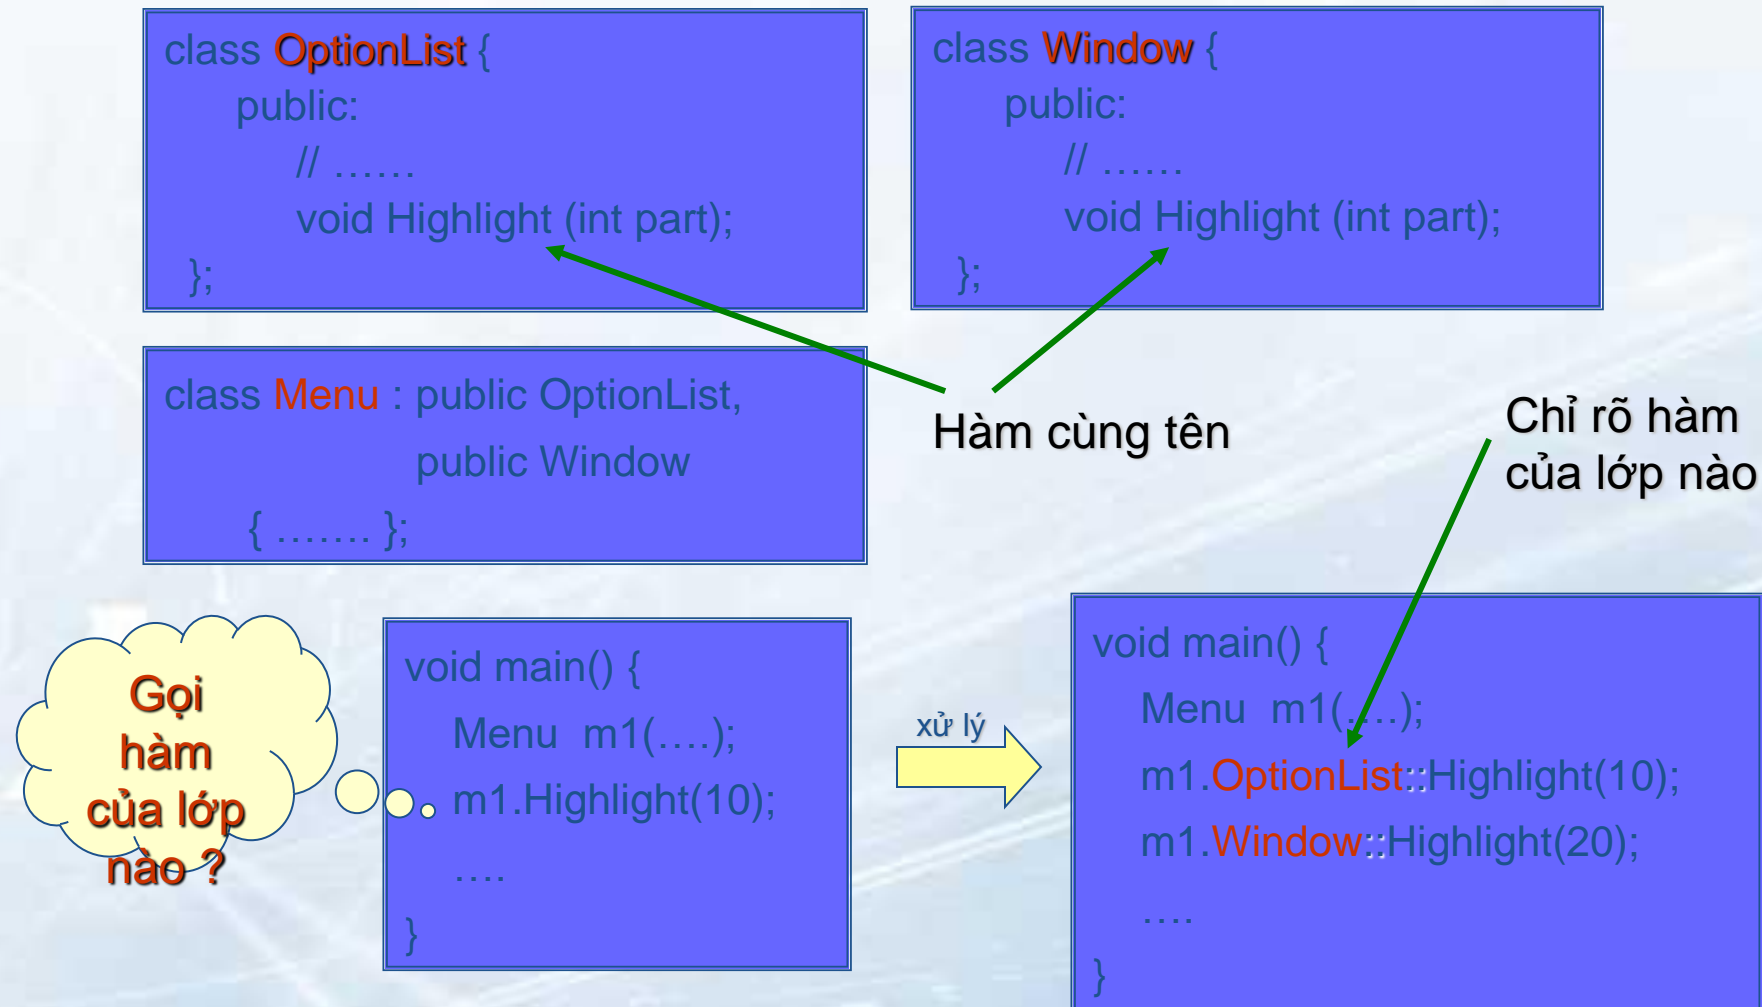 class OptionList {
public:
// ……
void Highlight (int part);
};
class Window {
public:
// ……
void Highlight (int part);
};
class Menu : public OptionList,
public Window
{ ……. };
Hàm cùng tên
Chỉ rõ hàm
của lớp nào
Gọi
hàm
của lớp
nào ?
void main() {
Menu m1(….);
m1.Highlight(10);
….
}
xử lý
void main() {
Menu m1(….);
m1.OptionList::Highlight(10);
m1.Window::Highlight(20);
….
}